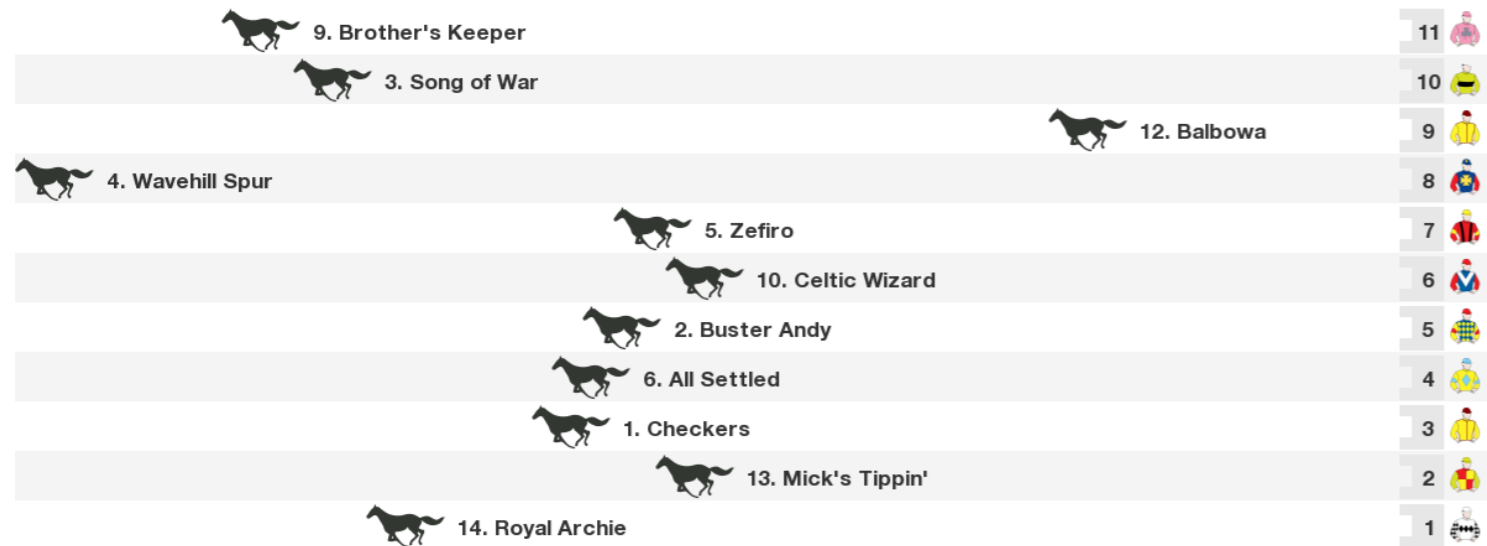 9. Brother's Keeper 11
3. Song of War 10
12. Balbowa 9
4. Wavehill Spur 8
5. Zefiro 7
10. Celtic Wizard 6
2. Buster Andy 5
6. All Settled 4
1. Checkers 3
13. Mick's Tippin' 2
14. Royal Archie 1